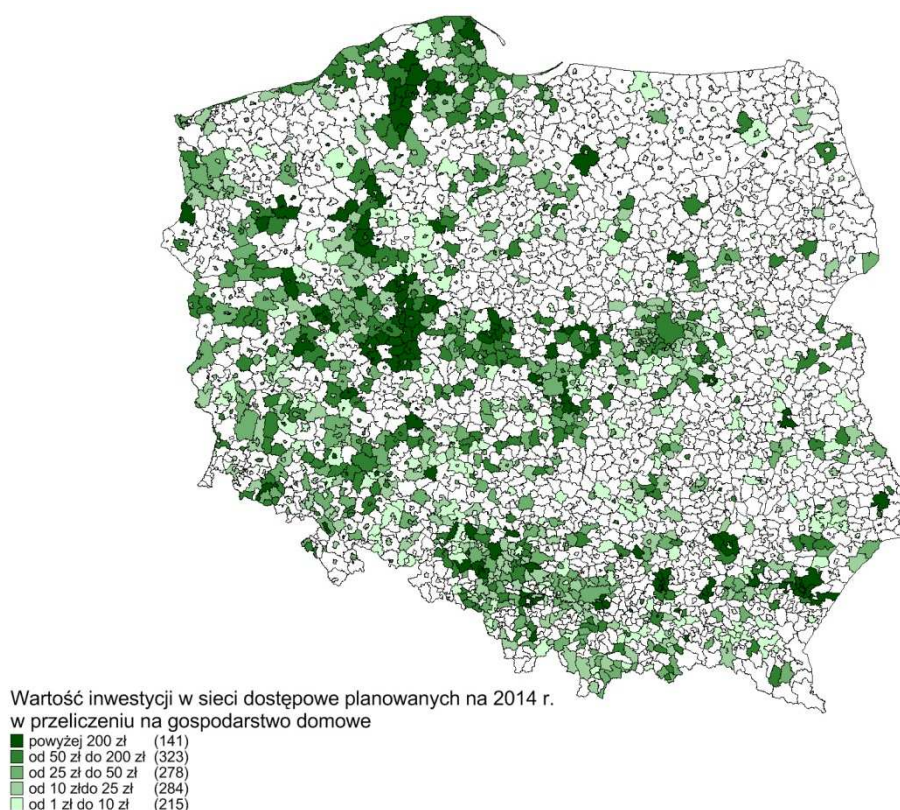 Wartość inwestycji w sieci dostępowe planowanych na 2014 r.
w przeliczeniu na gospodarstwo domowe
powyżej 200 zł (141)
od 50 zł do 200 zł (323)
od 25 zł do 50 zł (278)
od 10 złdo 25 zł (284)
od 1 zł do 10 zł (215)